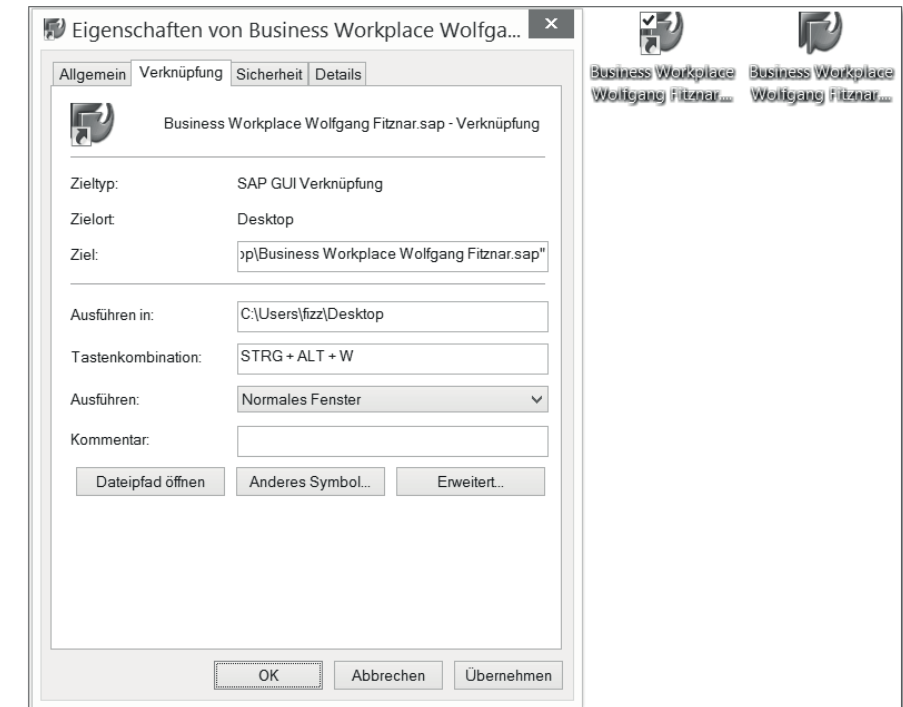 Eigenschaften von Business Workplace Wolfga...
Allgemein Verknüpfung Sicherheit Details
Business Workplace Wolfgang Fitznar.sap - Verknüpfung
Zieltyp: SAP GUI Verknüpfung
Zielort: Desktop
Ziel: op\Business Workplace Wolfgang Fitznar.sap"
Ausführen in: C:\Users\fizz\Desktop
Tastenkombination: STRG + ALT + W
Ausführen: Normales Fenster
Kommentar:
Dateipfad öffnen Anderes Symbol... Erweitert...
OK Abbrechen Übernehmen
Business Workplace
Wolfgang Fitznar....
Business Workplace
Wolfgang Fitznar....